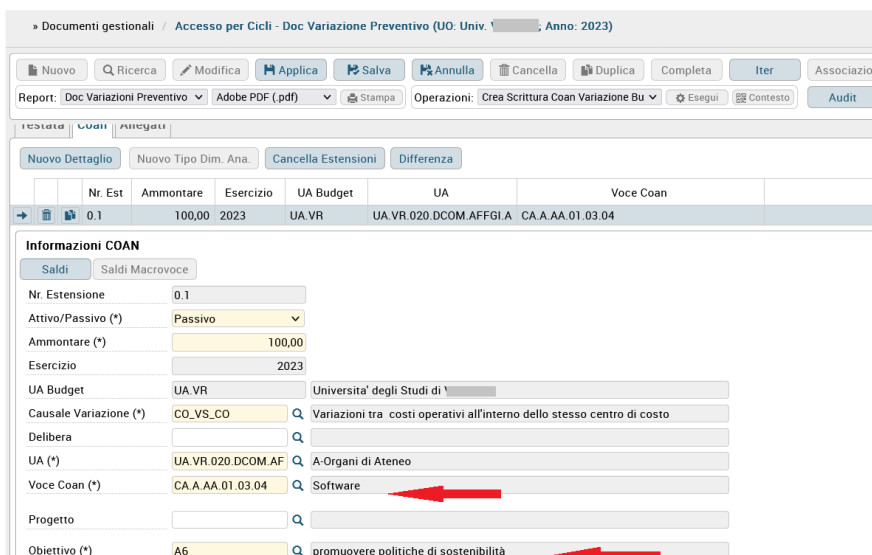 » Documenti gestionali / Accesso per Cicli - Doc Variazione Preventivo (UO: Univ. ; Anno: 2023)
Nuovo Ricerca Modifica Applica Salva Annulla Cancella Duplica Completa Iter Associazio
Report: Doc Variazioni Preventivo Adobe PDF (.pdf) Stampa Operazioni: Crea Scrittura Coan Variazione Bu Esegui Contesto Audit
Testata Coan Allegati
Nuovo Dettaglio Nuovo Tipo Dim. Ana. Cancella Estensioni Differenza
Nr. Est Ammontare Esercizio UA Budget UA Voce Coan
0.1 100,00 2023 UA.VR UA.VR.020.DCOM.AFFGI.A CA.A.AA.01.03.04
Informazioni COAN
Saldi Saldi Macrovoce
Nr. Estensione 0.1
Attivo/Passivo (*) Passivo
Ammontare (*) 100,00
Esercizio 2023
UA Budget UA.VR Universita' degli Studi di
Causale Variazione (*) CO_VS_CO Variazioni tra costi operativi all'interno dello stesso centro di costo
Delibera
UA (*) UA.VR.020.DCOM.AF A-Organi di Ateneo
Voce Coan (*) CA.A.AA.01.03.04 Software
Progetto
Obiettivo (*) A6 promuovere politiche di sostenibilità